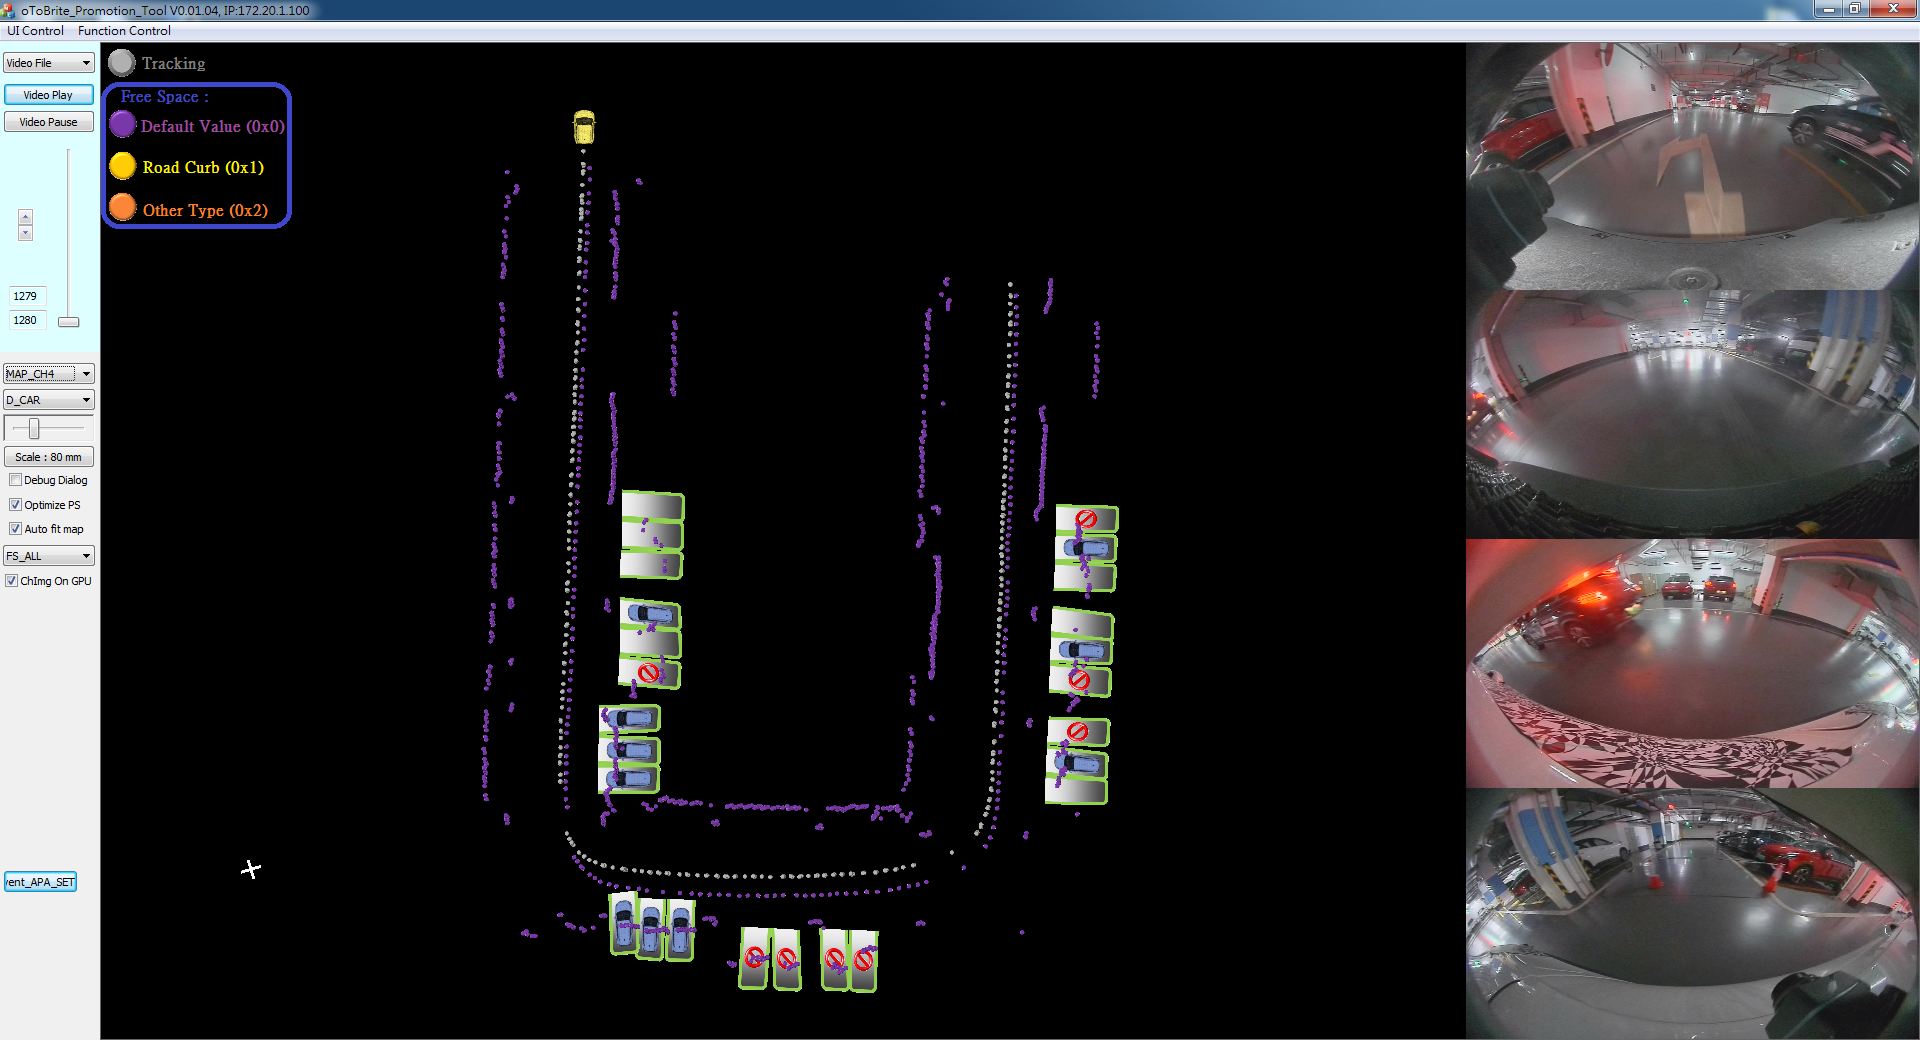 oToBrite_Promotion_Tool V0.01.04, IP:172.20.1.100
UI Control Function Control
Video File
Video Play
Video Pause
1279
1280
MAP_CH4
D_CAR
Scale : 80 mm
Debug Dialog
Optimize PS
Auto fit map
FS_ALL
ChImg On GPU
vent_APA_SET
Tracking
Free Space :
Default Value (0x0)
Road Curb (0x1)
Other Type (0x2)